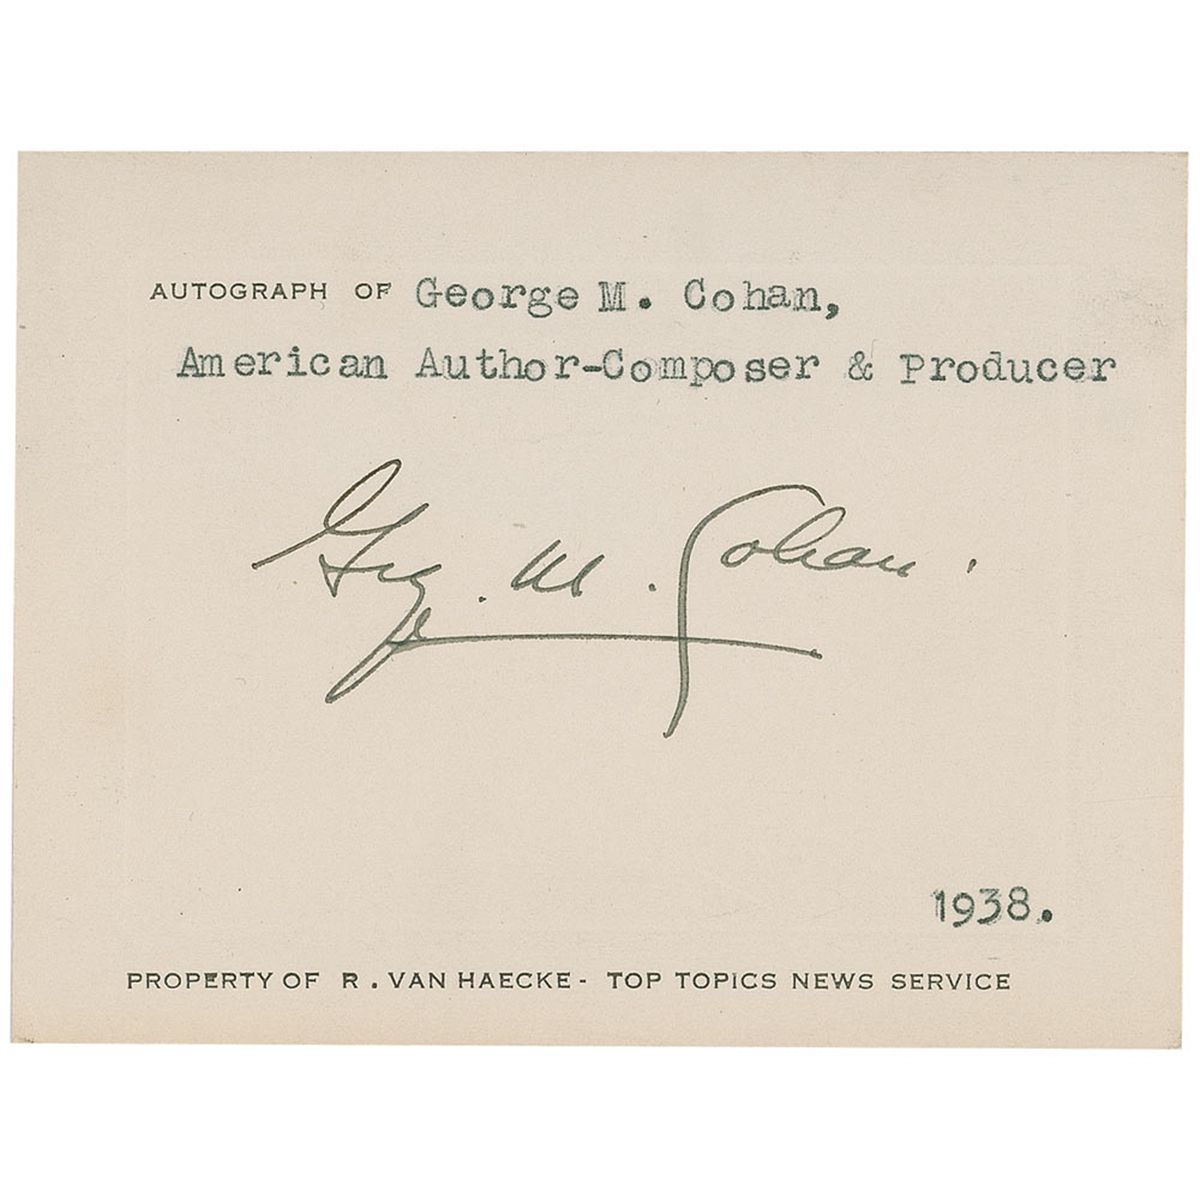 AUTOGRAPH OF George M. Cohan,
American Author-Composer & Producer
Geo. M. Cohan.
1938.
PROPERTY OF R. VAN HAECKE - TOP TOPICS NEWS SERVICE